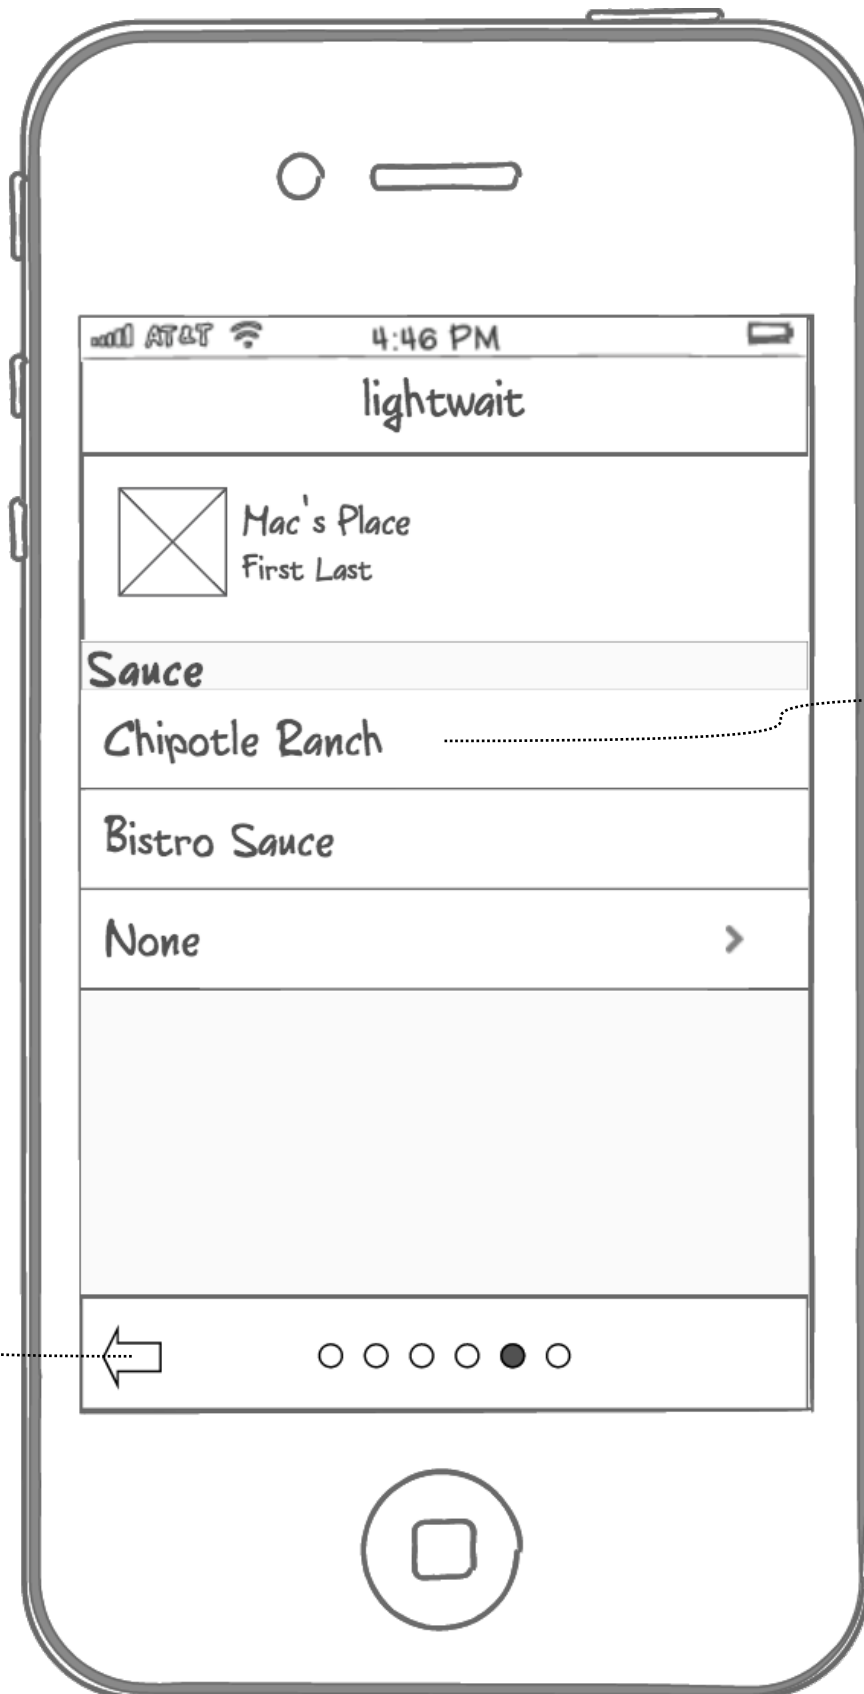 AT&T 4:46 PM
lightwait
Mac's Place
First Last
Sauce
Chipotle Ranch
Bistro Sauce
None